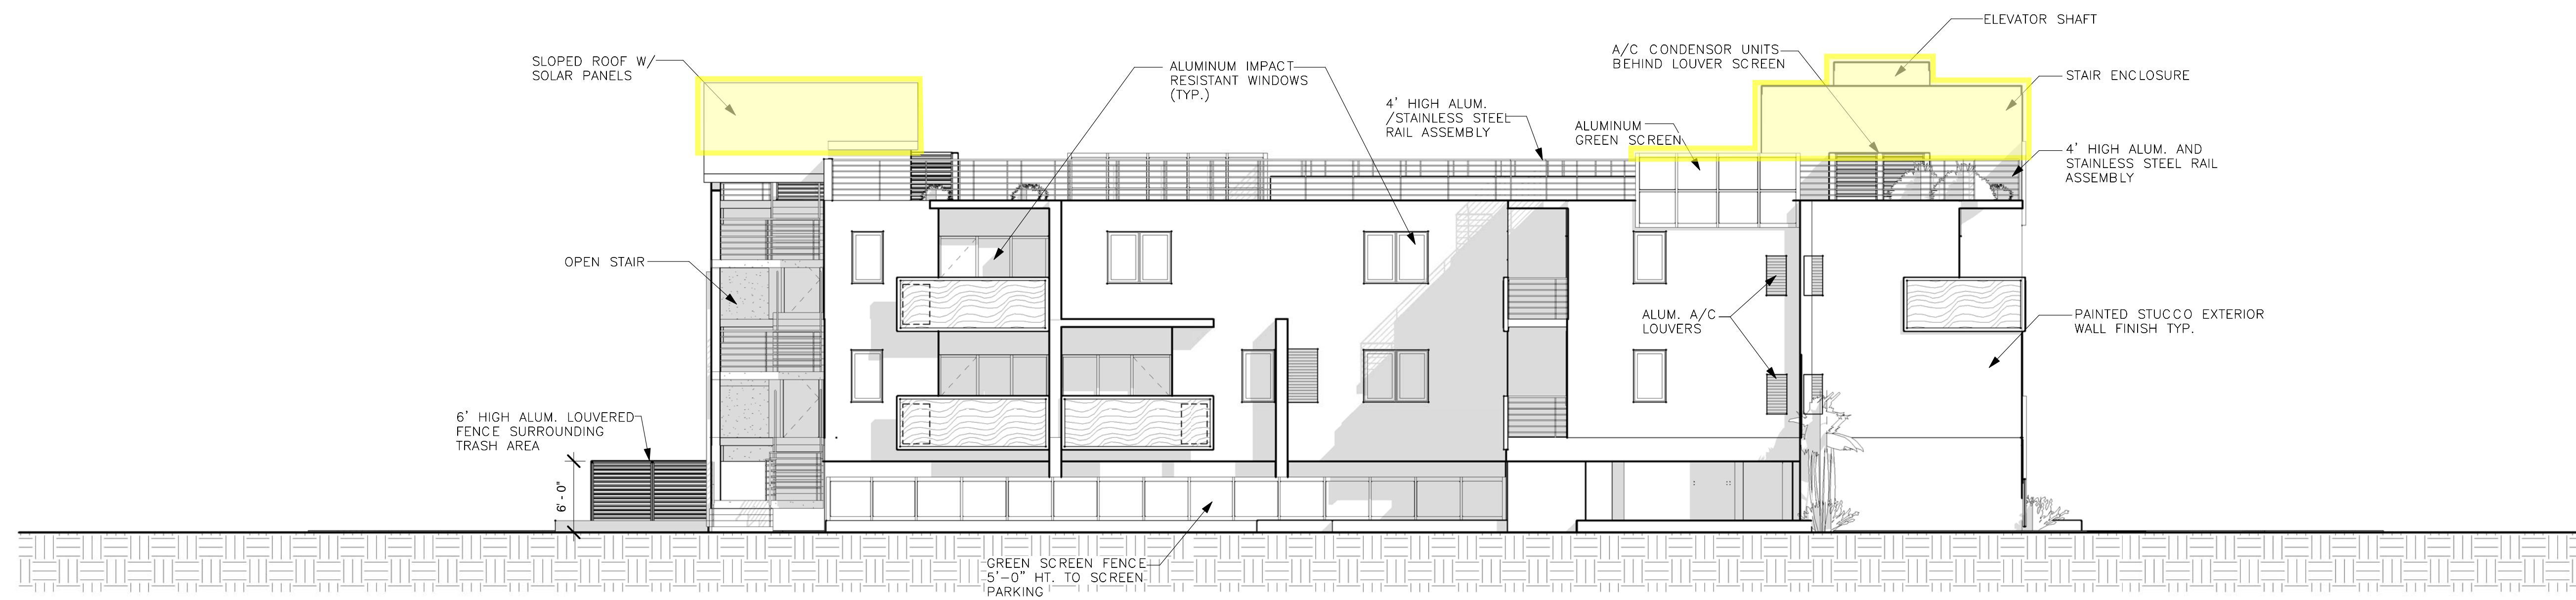 ELEVATOR SHAFT
A/C CONDENSOR UNITS
BEHIND LOUVER SCREEN
SLOPED ROOF W/
SOLAR PANELS
ALUMINUM IMPACT
RESISTANT WINDOWS
(TYP.)
STAIR ENCLOSURE
4' HIGH ALUM.
/STAINLESS STEEL
RAIL ASSEMBLY
ALUMINUM
GREEN SCREEN
4' HIGH ALUM. AND
STAINLESS STEEL RAIL
ASSEMBLY
OPEN STAIR
ALUM. A/C
LOUVERS
PAINTED STUCCO EXTERIOR
WALL FINISH TYP.
6' HIGH ALUM. LOUVERED
FENCE SURROUNDING
TRASH AREA
6' - 0"
GREEN SCREEN FENCE
5'-0" HT. TO SCREEN
PARKING